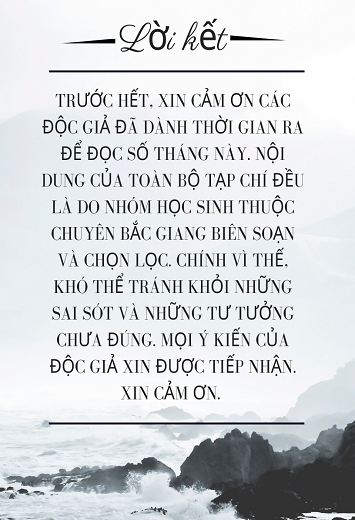 Lời kết
TRƯỚC HẾT, XIN CẢM ƠN CÁC
ĐỘC GIẢ ĐÃ DÀNH THỜI GIAN RA
ĐỂ ĐỌC SỐ THÁNG NÀY. NỘI
DUNG CỦA TOÀN BỘ TẠP CHÍ ĐỀU
LÀ DO NHÓM HỌC SINH THUỘC
CHUYÊN BẮC GIANG BIÊN SOẠN
VÀ CHỌN LỌC. CHÍNH VÌ THẾ,
KHÓ THỂ TRÁNH KHỎI NHỮNG
SAI SÓT VÀ NHỮNG TƯ TƯỞNG
CHƯA ĐÚNG. MỌI Ý KIẾN CỦA
ĐỘC GIẢ XIN ĐƯỢC TIẾP NHẬN.
XIN CẢM ƠN.